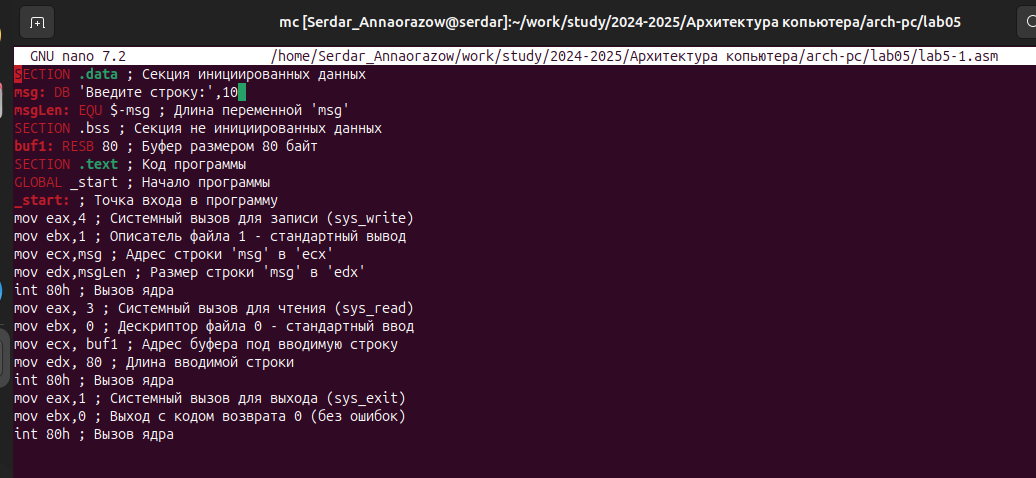 mc [Serdar_Annaorazow@serdar]:~/work/study/2024-2025/Архитектура копьютера/arch-pc/lab05
GNU nano 7.2 /home/Serdar_Annaorazow/work/study/2024-2025/Архитектура копьютера/arch-pc/lab05/lab5-1.asm
SECTION .data ; Секция инициированных данных
msg: DB 'Введите строку:',10
msgLen: EQU $-msg ; Длина переменной 'msg'
SECTION .bss ; Секция не инициированных данных
buf1: RESB 80 ; Буфер размером 80 байт
SECTION .text ; Код программы
GLOBAL _start ; Начало программы
_start: ; Точка входа в программу
mov eax,4 ; Системный вызов для записи (sys_write)
mov ebx,1 ; Описатель файла 1 - стандартный вывод
mov ecx,msg ; Адрес строки 'msg' в 'ecx'
mov edx,msgLen ; Размер строки 'msg' в 'edx'
int 80h ; Вызов ядра
mov eax, 3 ; Системный вызов для чтения (sys_read)
mov ebx, 0 ; Дескриптор файла 0 - стандартный ввод
mov ecx, buf1 ; Адрес буфера под вводимую строку
mov edx, 80 ; Длина вводимой строки
int 80h ; Вызов ядра
mov eax,1 ; Системный вызов для выхода (sys_exit)
mov ebx,0 ; Выход с кодом возврата 0 (без ошибок)
int 80h ; Вызов ядра